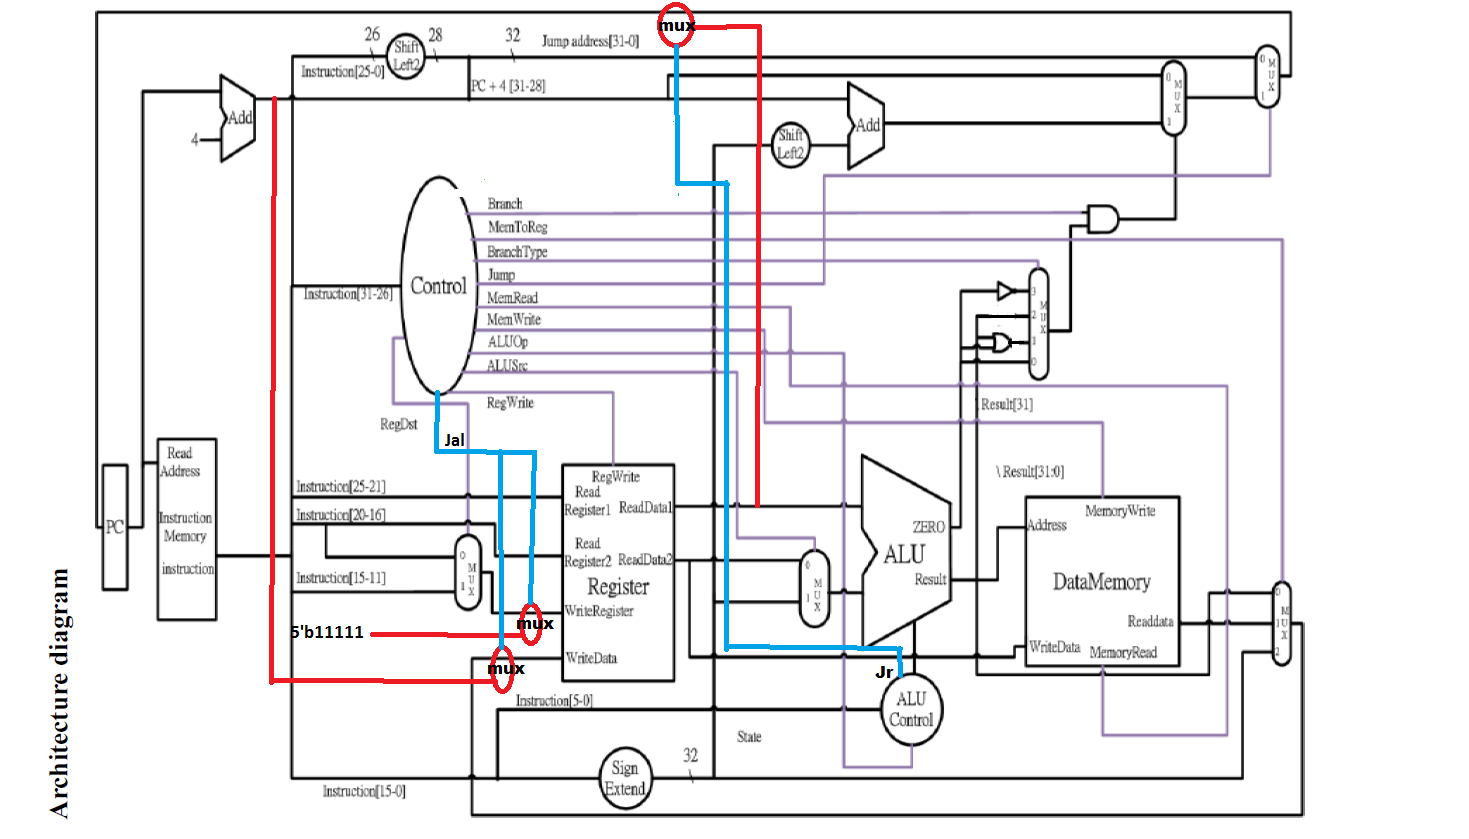 mux
26
28
32
Jump address[31-0]
Shift
Left2
Instruction[25-0]
PC + 4 [31-28]
0
M
U
X
1
0
M
U
X
1
Add
4
Add
Shift
Left2
Branch
MemToReg
BranchType
Jump
MemRead
MemWrite
ALUOp
ALUSrc
RegWrite
RegDst
Control
Instruction[31-26]
3
M
2
U
X
1
0
Result[31]
\ Result[31:0]
Jal
Read
Address
Instruction
Memory
instruction
PC
Instruction[25-21]
Instruction[20-16]
Instruction[15-11]
0
M
U
1
X
RegWrite
Read
Register1
ReadData1
Read
Register2
ReadData2
Register
WriteRegister
WriteData
5'b11111
mux
mux
0
M
U
1
X
ZERO
ALU
Result
MemoryWrite
Address
DataMemory
Readdata
WriteData
MemoryRead
0
M
1
U
X
2
Jr
ALU
Control
Instruction[5-0]
State
32
Sign
Extend
Instruction[15-0]
Architecture diagram